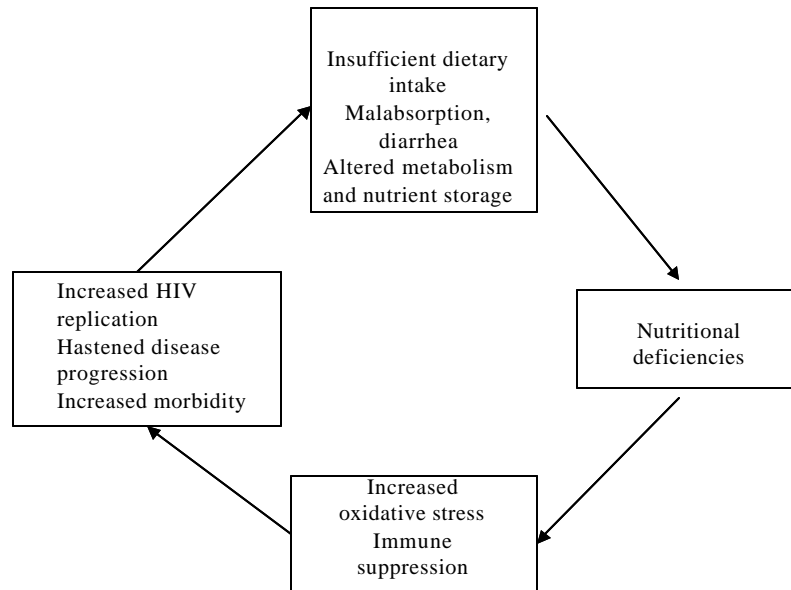 Insufficient dietary
intake
Malabsorption,
diarrhea
Altered metabolism
and nutrient storage
Nutritional
deficiencies
Increased
oxidative stress
Immune
suppression
Increased HIV
replication
Hastened disease
progression
Increased morbidity